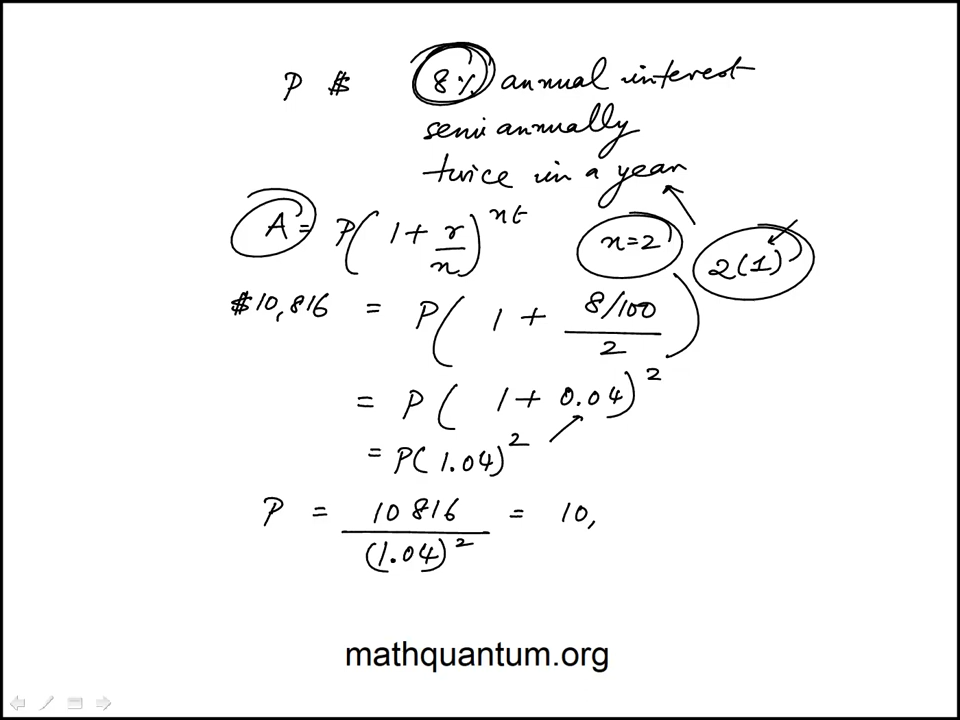 P $ 8% annual interest
semi annually
twice in a year
A = P(1 + r/n)^nt n=2 2(1)
$10,816 = P(1 + 8/100/2)
= P(1 + 0.04)^2
= P(1.04)^2
P = 10816/(1.04)^2 = 10,
mathquantum.org